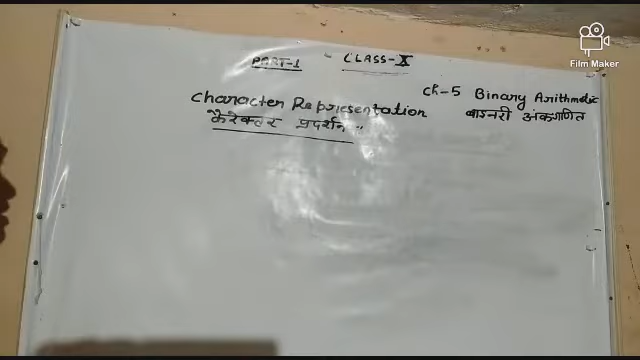 PART-1 - CLASS-X
Ch-5 Binary Arithmetic
Character Representation
बाइनरी अंकगणित
कैरेक्टर प्रदर्शन
Film Maker